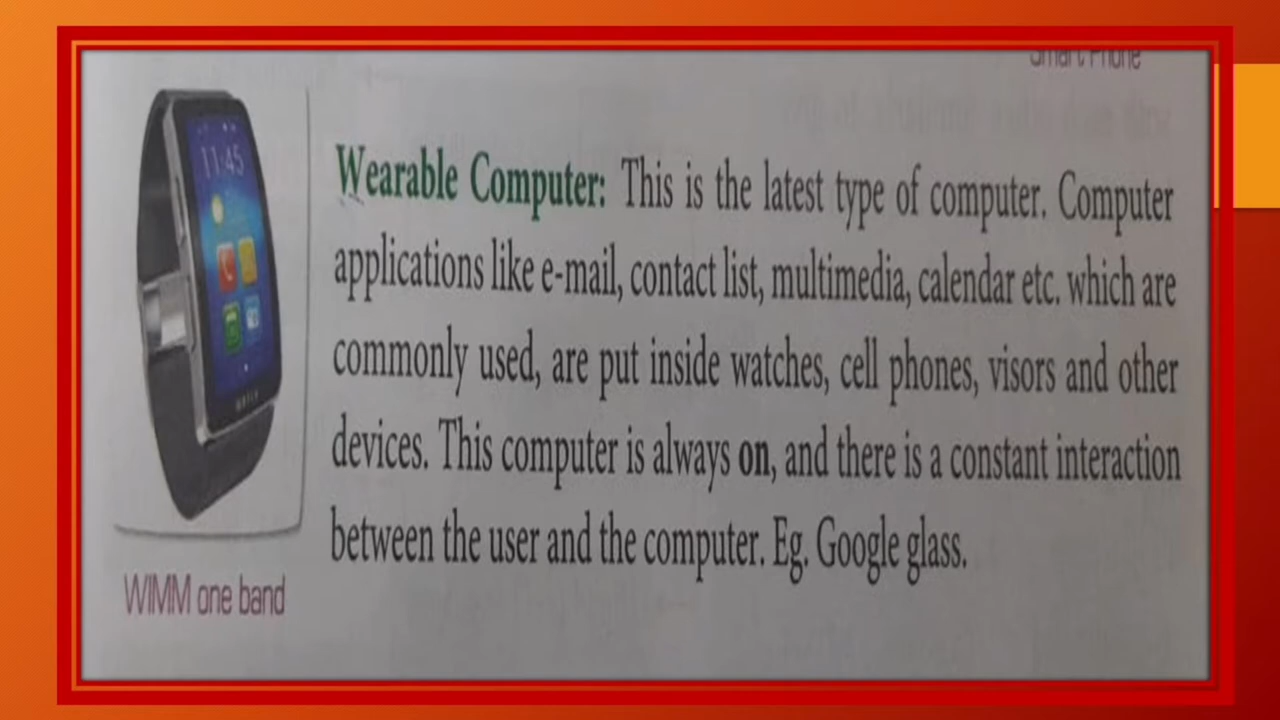 Smart Phone
Wearable Computer: This is the latest type of computer. Computer
applications like e-mail, contact list, multimedia, calendar etc. which are
commonly used, are put inside watches, cell phones, visors and other
devices. This computer is always on, and there is a constant interaction
between the user and the computer. Eg. Google glass.
11:45
WIMM one band